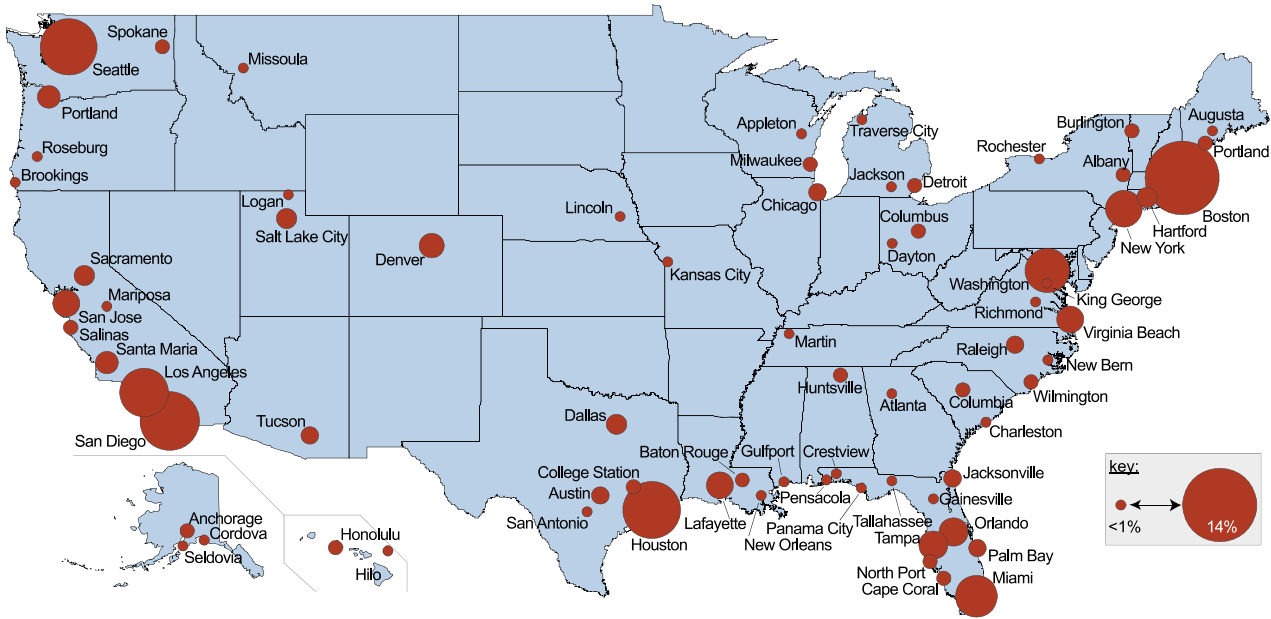 Spokane
Seattle
Missoula
Portland
Roseburg
Brookings
Logan
Salt Lake City
Denver
Lincoln
Kansas City
Appleton
Milwaukee
Chicago
Traverse City
Jackson
Detroit
Columbus
Dayton
Rochester
Burlington
Albany
Augusta
Portland
Boston
Hartford
New York
Washington
King George
Richmond
Virginia Beach
Raleigh
New Bern
Wilmington
Columbia
Charleston
Martin
Huntsville
Atlanta
Sacramento
Mariposa
San Jose
Salinas
Santa Maria
Los Angeles
San Diego
Tucson
Dallas
College Station
Austin
San Antonio
Houston
Baton Rouge
Lafayette
New Orleans
Gulfport
Crestview
Pensacola
Panama City
Tallahassee
Jacksonville
Gainesville
Orlando
Tampa
Palm Bay
North Port
Cape Coral
Miami
Anchorage
Cordova
Seldovia
Honolulu
Hilo
key:
<1%
14%